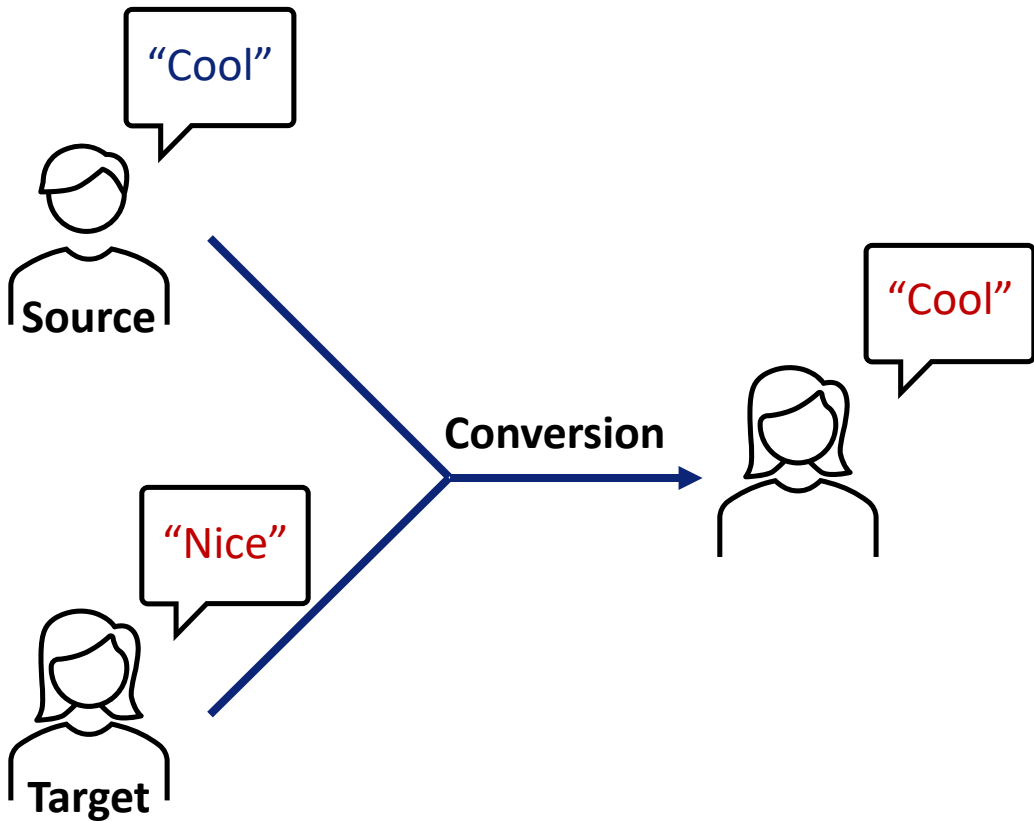 “Cool”
Source
“Cool”
Conversion
“Nice”
Target